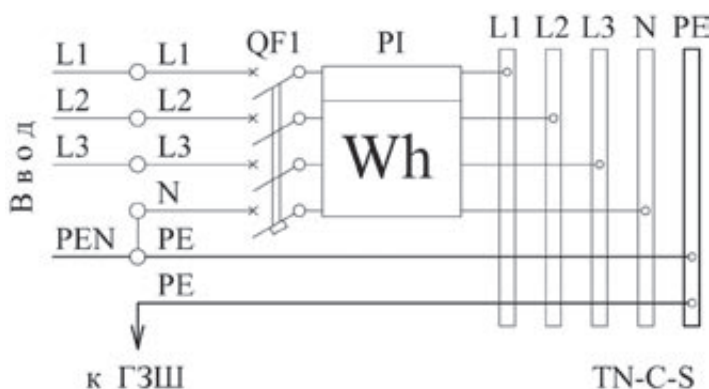 QF1 PI L1 L2 L3 N PE
L1 L1
L2 L2
L3 L3
Wh
N
PEN PE
PE
Ввод
к ГЗШ TN-C-S